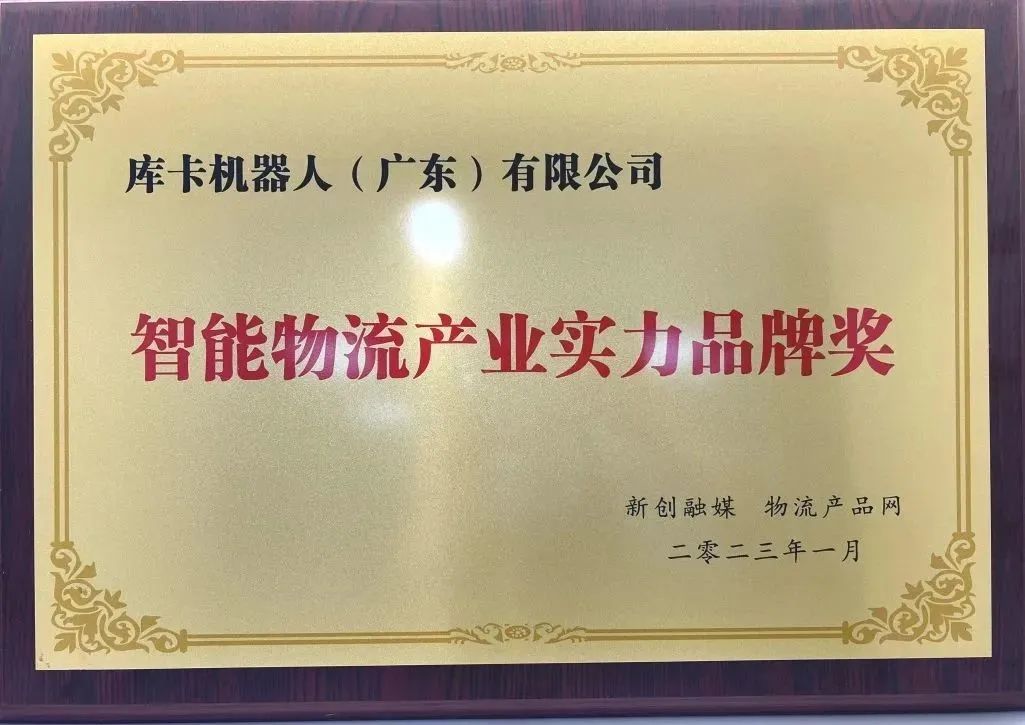 库卡机器人（广东）有限公司
智能物流产业实力品牌奖
新创融媒 物流产品网
二零二三年一月